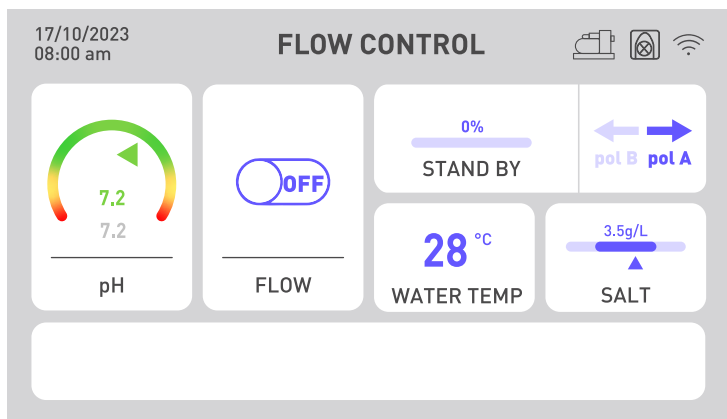 17/10/2023
08:00 am
FLOW CONTROL
7.2
7.2
pH
OFF
FLOW
0%
STAND BY
pol B pol A
28 °C
WATER TEMP
3.5g/L
SALT